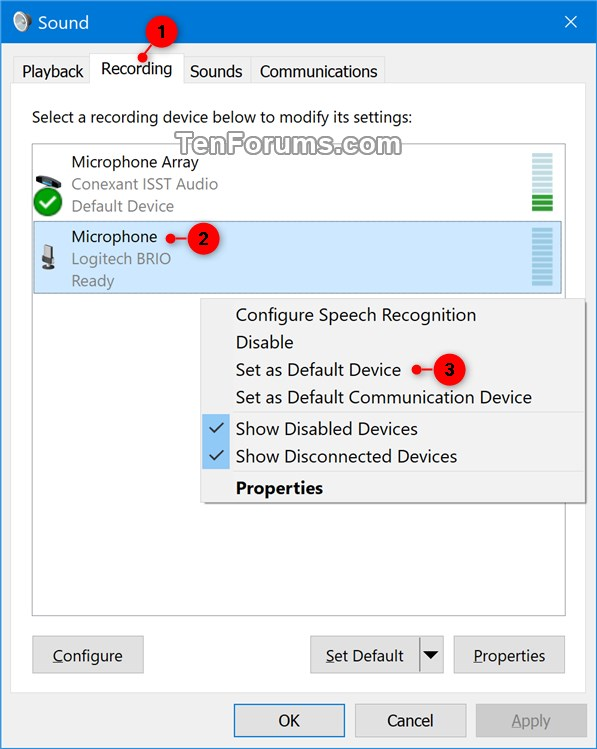 Sound
1
Playback Recording Sounds Communications
Select a recording device below to modify its settings:
TenForums.com
Microphone Array
Conexant ISST Audio
Default Device
Microphone 2
Logitech BRIO
Ready
Configure Speech Recognition
Disable
Set as Default Device 3
Set as Default Communication Device
Show Disabled Devices
Show Disconnected Devices
Properties
Configure Set Default Properties
OK Cancel Apply